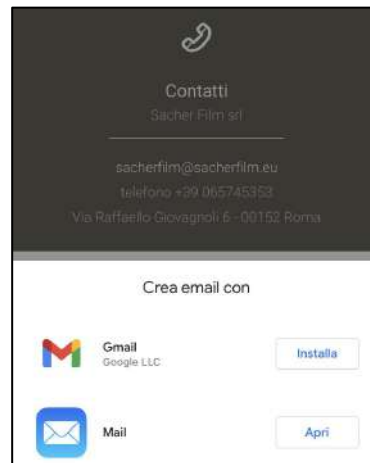 Contatti
Sacher Film srl
sacherfilm@sacherfilm.eu
telefono +39 065745353
Via Raffaello Giovagnoli 6 - 00152 Roma
Crea email con
Gmail
Google LLC
Installa
Mail
Apri